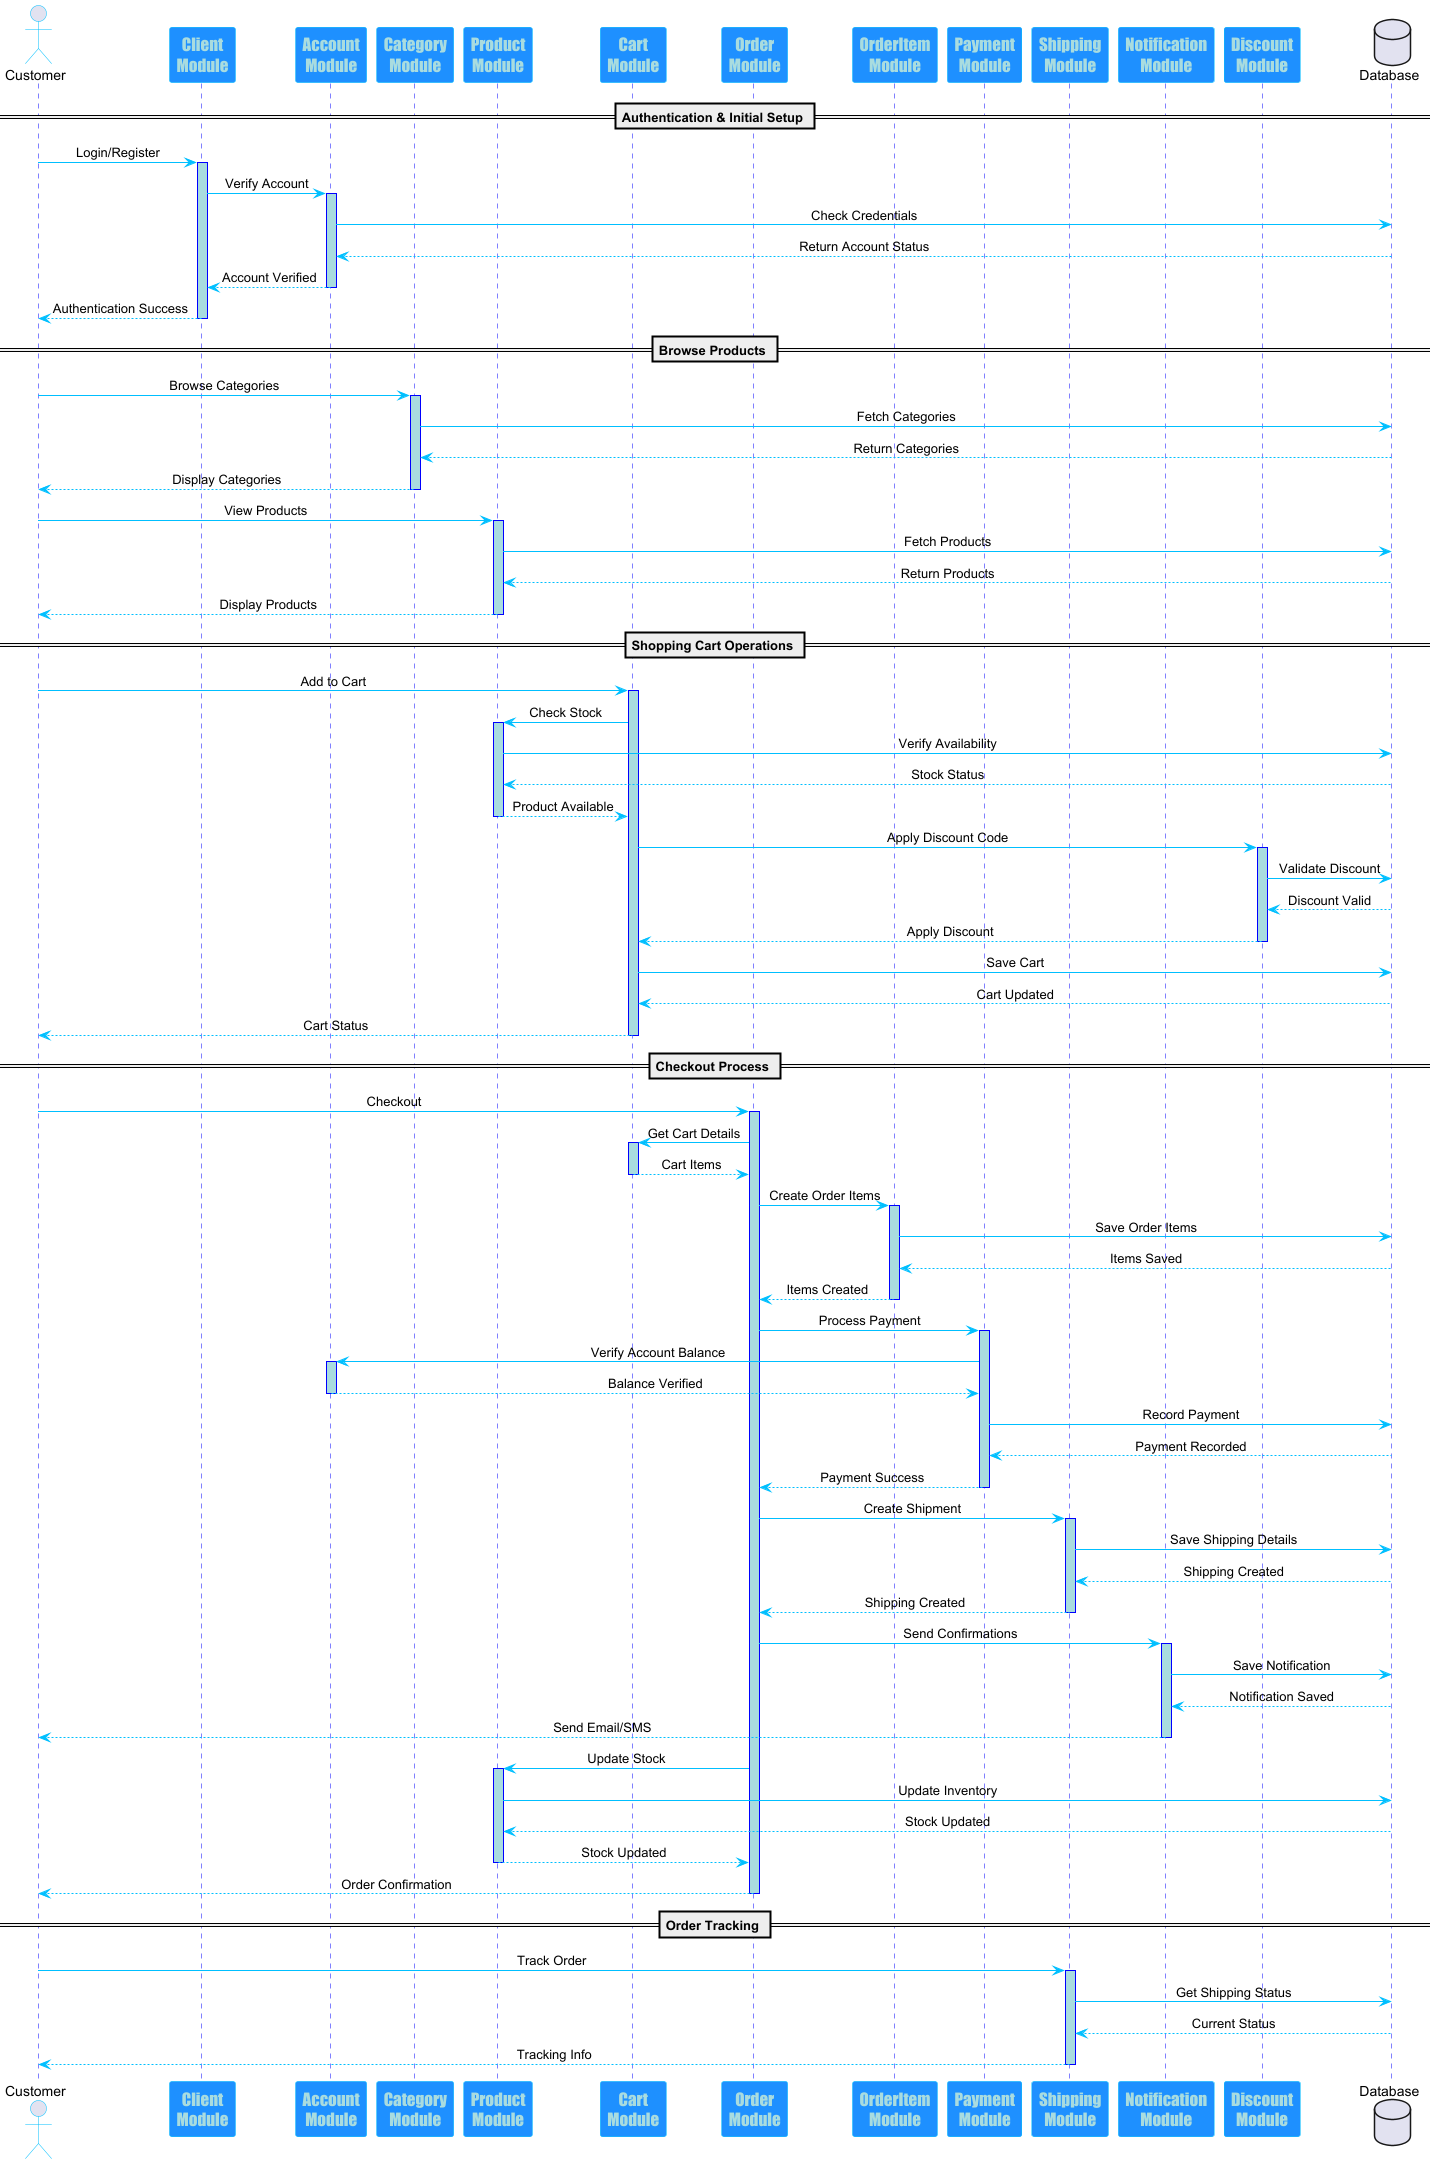 Customer
Client
Module
Account
Module
Category
Module
Product
Module
Cart
Module
Order
Module
OrderItem
Module
Payment
Module
Shipping
Module
Notification
Module
Discount
Module
Database
Authentication & Initial Setup
Login/Register
Verify Account
Check Credentials
Return Account Status
Account Verified
Authentication Success
Browse Products
Browse Categories
Fetch Categories
Return Categories
Display Categories
View Products
Fetch Products
Return Products
Display Products
Shopping Cart Operations
Add to Cart
Check Stock
Verify Availability
Stock Status
Product Available
Apply Discount Code
Validate Discount
Discount Valid
Apply Discount
Save Cart
Cart Updated
Cart Status
Checkout Process
Checkout
Get Cart Details
Cart Items
Create Order Items
Save Order Items
Items Saved
Items Created
Process Payment
Verify Account Balance
Balance Verified
Record Payment
Payment Recorded
Payment Success
Create Shipment
Save Shipping Details
Shipping Created
Shipping Created
Send Confirmations
Save Notification
Notification Saved
Send Email/SMS
Update Stock
Update Inventory
Stock Updated
Stock Updated
Order Confirmation
Order Tracking
Track Order
Get Shipping Status
Current Status
Tracking Info
Customer
Client
Module
Account
Module
Category
Module
Product
Module
Cart
Module
Order
Module
OrderItem
Module
Payment
Module
Shipping
Module
Notification
Module
Discount
Module
Database